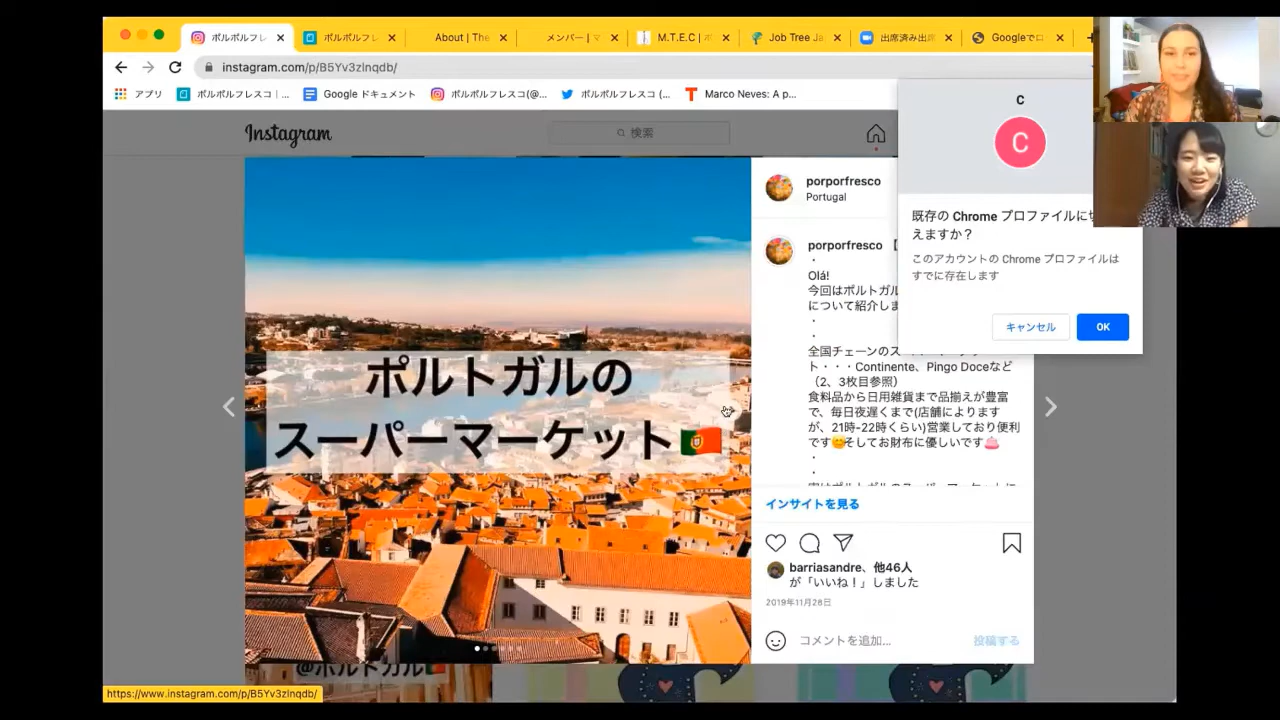 ポルポルフレ
ポルポルフレス
About | The
メンバー | マ
M.T.E.C | ポ
Job Tree Ja
出席済み出席
Googleでロ
instagram.com/p/B5Yv3zlnqdb/
アプリ
ポルポルフレスコ | ...
Google ドキュメント
ポルポルフレスコ(@...
ポルポルフレスコ (...
Marco Neves: A p...
Instagram
検索
ポルトガルの
スーパーマーケット🇵🇹
@ポルトガル
porporfresco
Portugal
porporfresco 【
・
Olá!
今回はポルトガル
について紹介しま
・
・
全国チェーンのス
ト・・・Continente、Pingo Doceなど
（2、3枚目参照）
食料品から日用雑貨まで品揃えが豊富
で、毎日夜遅くまで(店舗によります
が、21時-22時くらい)営業しており便利
です😊そしてお財布に優しいです👛
・
・
インサイトを見る
barriasandre、他46人
が「いいね！」しました
2019年11月28日
コメントを追加...
投稿する
C
C
既存の Chrome プロファイルに
えますか？
このアカウントの Chrome プロファイルは
すでに存在します
キャンセル
OK
https://www.instagram.com/p/B5Yv3zlnqdb/